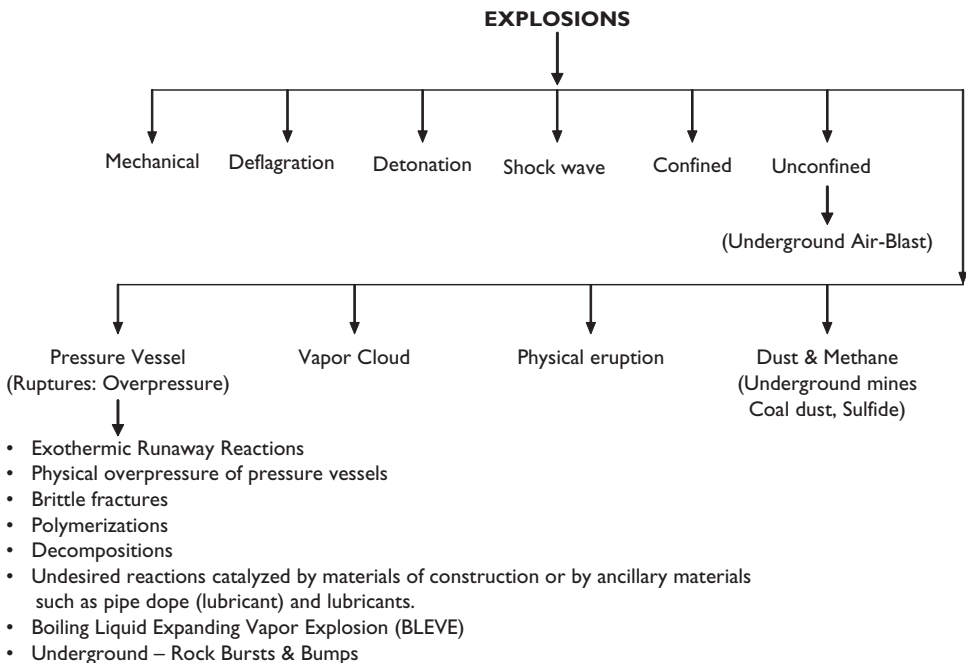 EXPLOSIONS
Mechanical Deflagration Detonation Shock wave Confined Unconfined
(Underground Air-Blast)
Pressure Vessel Vapor Cloud Physical eruption Dust & Methane
(Ruptures: Overpressure) (Underground mines
Coal dust, Sulfide)
• Exothermic Runaway Reactions
• Physical overpressure of pressure vessels
• Brittle fractures
• Polymerizations
• Decompositions
• Undesired reactions catalyzed by materials of construction or by ancillary materials
such as pipe dope (lubricant) and lubricants.
• Boiling Liquid Expanding Vapor Explosion (BLEVE)
• Underground – Rock Bursts & Bumps